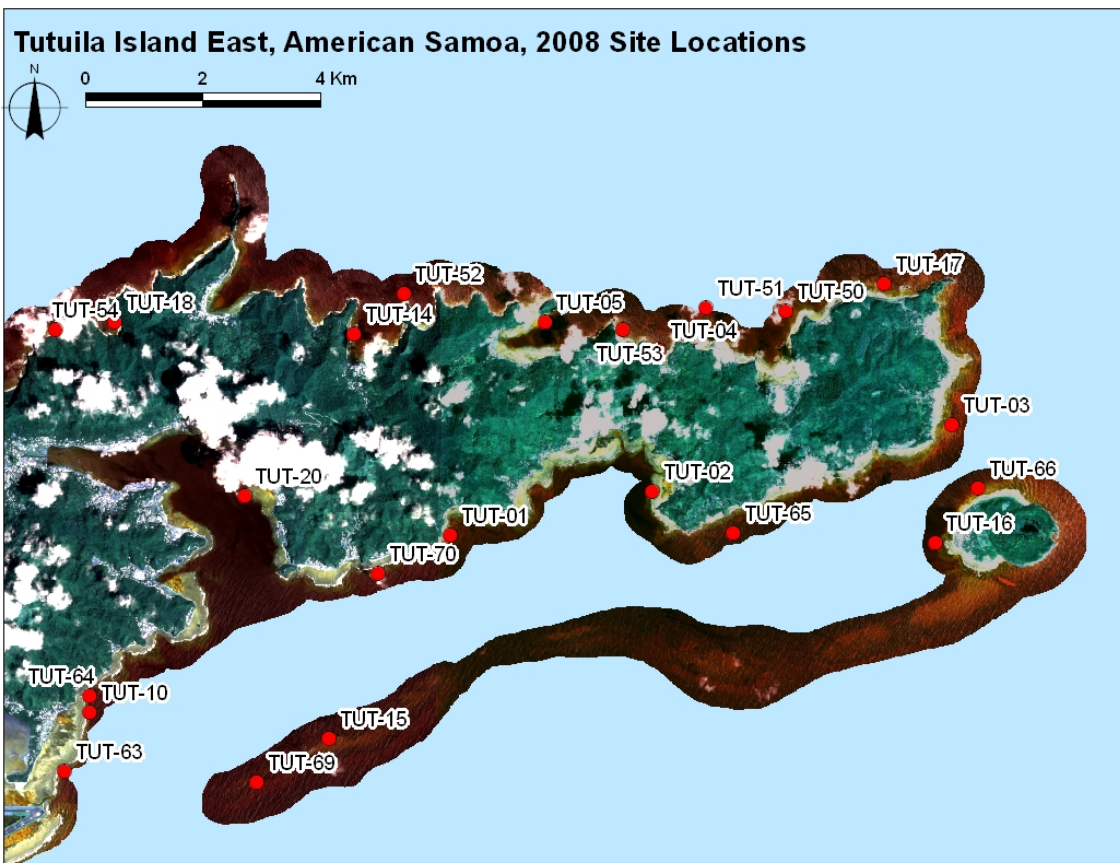 Tutuila Island East, American Samoa, 2008 Site Locations
N
0 2 4 Km
TUT-52
TUT-17
TUT-54
TUT-18
TUT-14
TUT-05
TUT-51
TUT-50
TUT-04
TUT-53
TUT-03
TUT-20
TUT-02
TUT-66
TUT-01
TUT-65
TUT-16
TUT-70
TUT-64
TUT-10
TUT-15
TUT-63
TUT-69